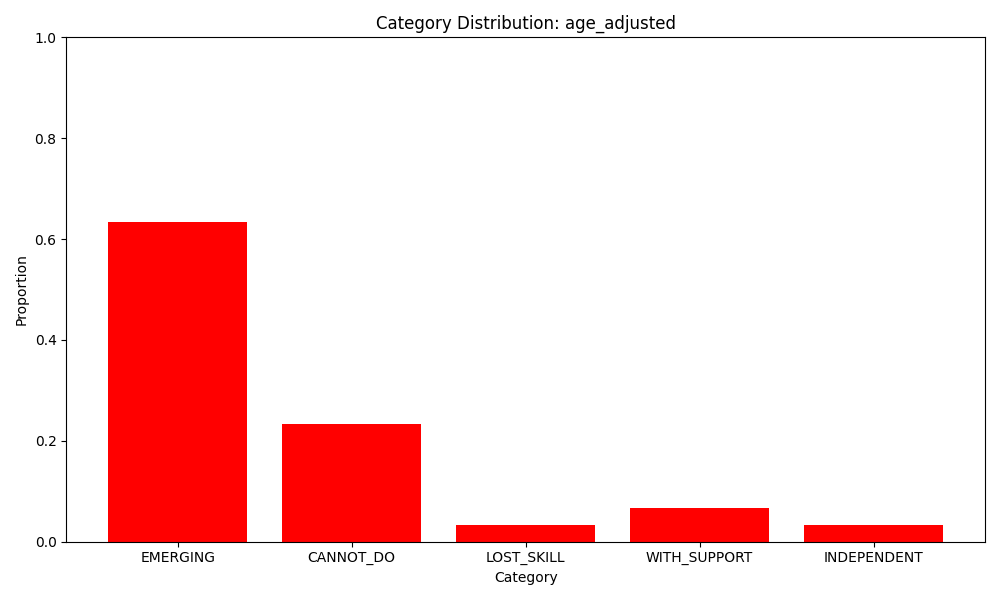 Category Distribution: age_adjusted
1.0
0.8
0.6
0.4
0.2
0.0
Proportion
EMERGING CANNOT_DO LOST_SKILL WITH_SUPPORT INDEPENDENT
Category